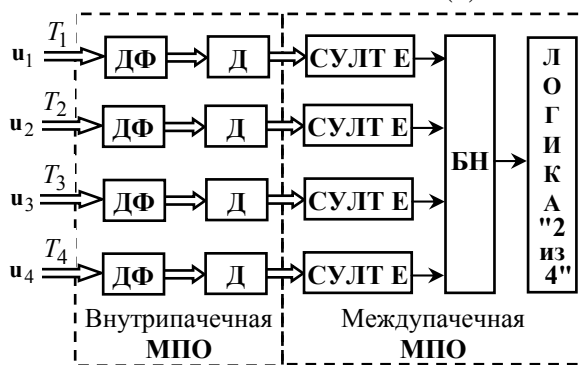 u₁ T₁ ДФ Д СУЛТ Е
u₂ T₂ ДФ Д СУЛТ Е
u₃ T₃ ДФ Д СУЛТ Е
u₄ T₄ ДФ Д СУЛТ Е
БН
Л
О
Г
И
К
А
"2
из
4"
Внутрипачечная
МПО
Междупачечная
МПО